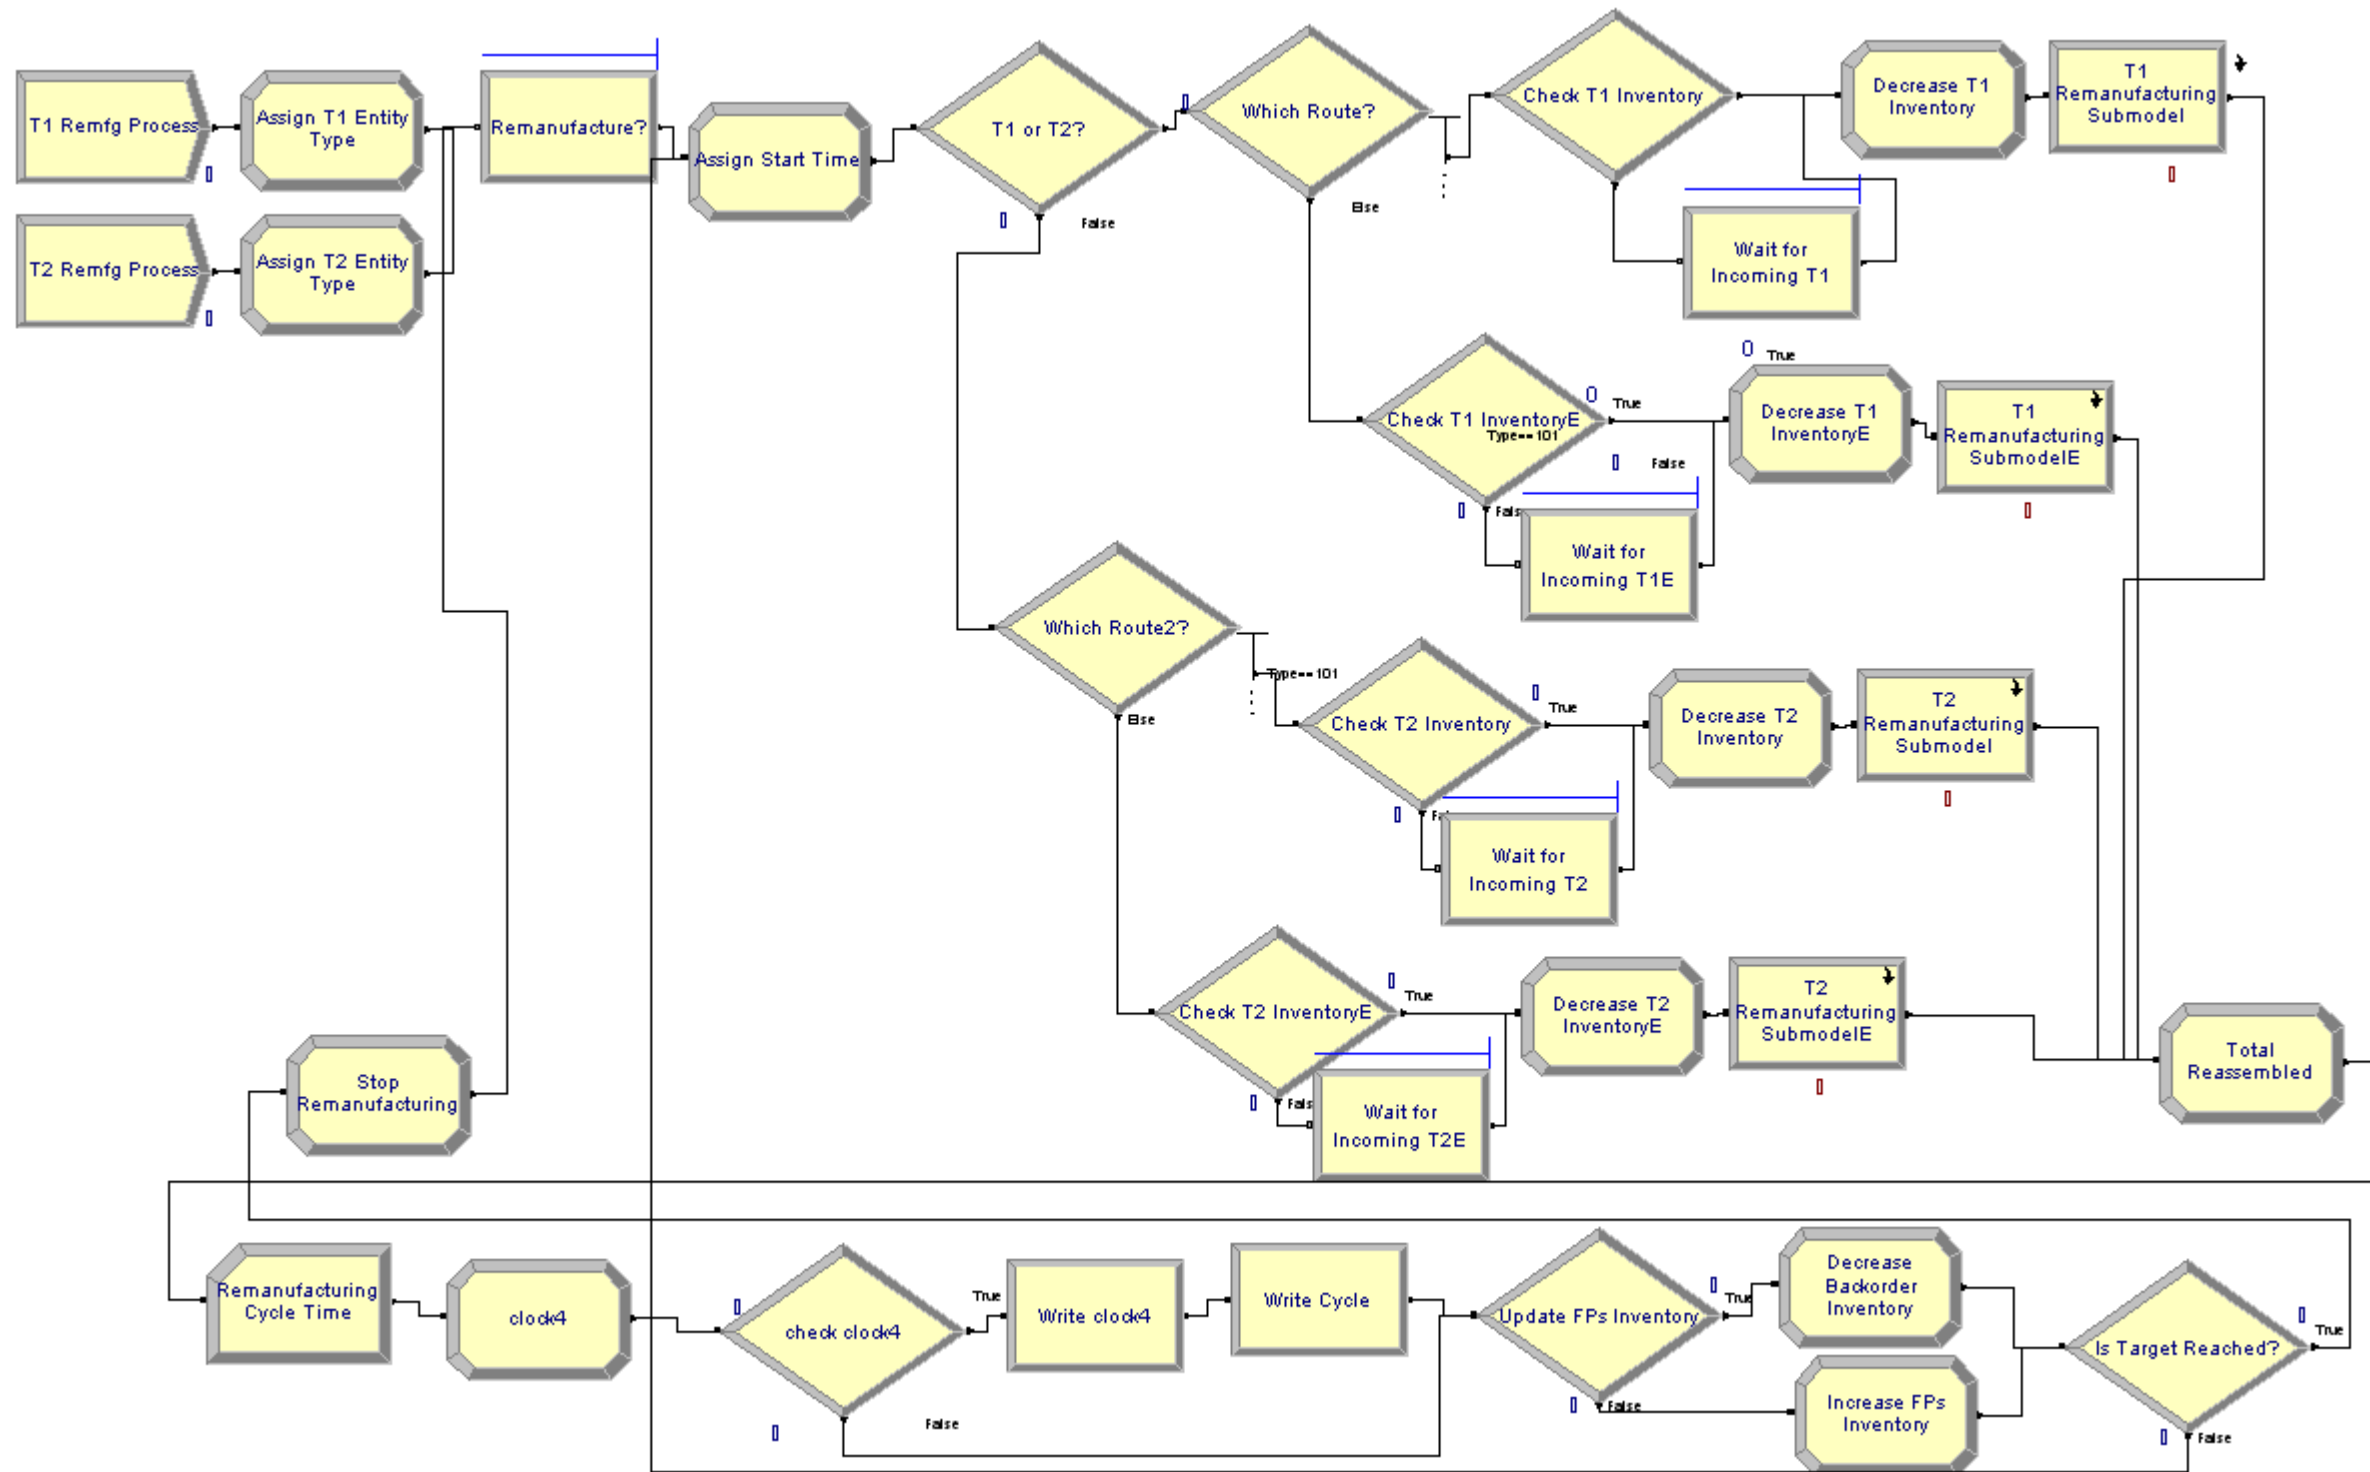 T1 Remfg Process
Assign T1 Entity
Type
Remanufacture?
Assign Start Time
T1 or T2?
False
Which Route?
Else
Check T1 Inventory
Decrease T1
Inventory
T1
Remanufacturing
Submodel
Wait for
Incoming T1
T2 Remfg Process
Assign T2 Entity
Type
0 True
Check T1 InventoryE
Type==101
0
True
False
Fals
Decrease T1
InventoryE
T1
Remanufacturing
SubmodelE
Wait for
Incoming T1E
Which Route2?
Type==101
Else
Check T2 Inventory
True
Fal
Decrease T2
Inventory
T2
Remanufacturing
Submodel
Wait for
Incoming T2
Check T2 InventoryE
True
Fals
Decrease T2
InventoryE
T2
Remanufacturing
SubmodelE
Wait for
Incoming T2E
Total
Reassembled
Stop
Remanufacturing
Remanufacturing
Cycle Time
clock4
check clock4
True
False
Write clock4
Write Cycle
Update FPs Inventory
True
False
Decrease
Backorder
Inventory
Increase FPs
Inventory
Is Target Reached?
True
False